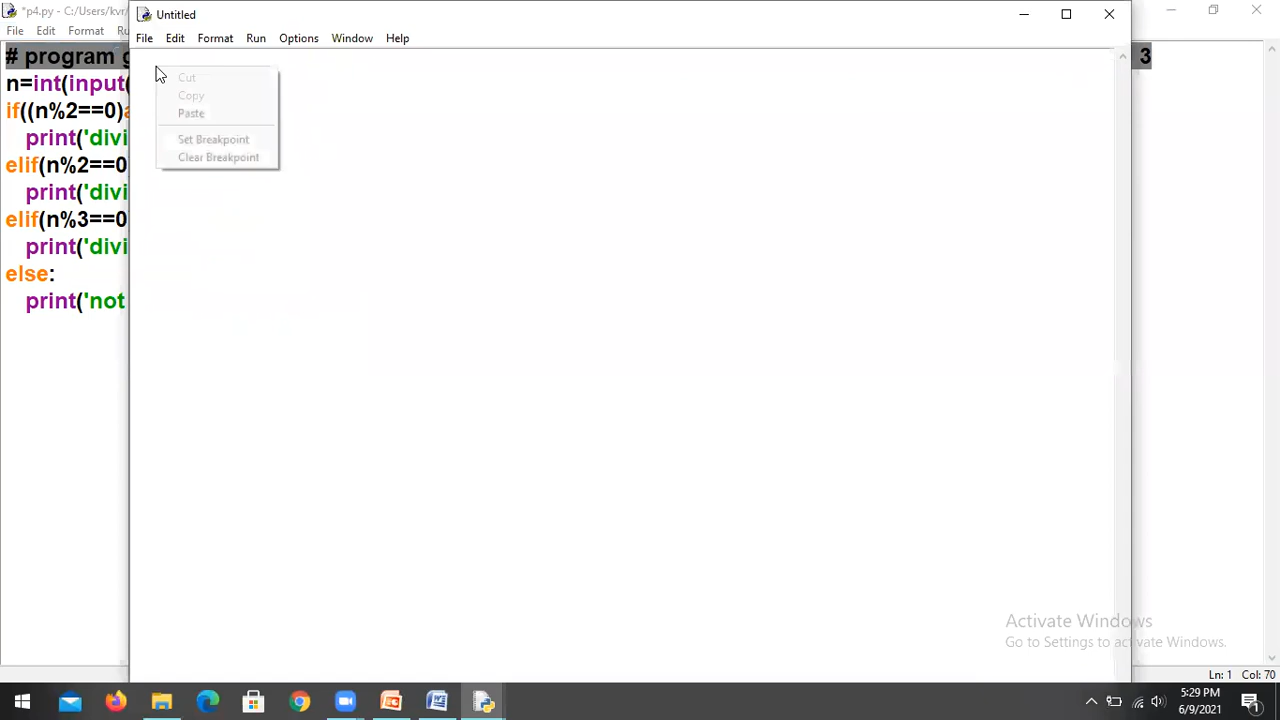 *p4.py - C:/Users/kvr/
File Edit Format Ru
# program g
n=int(input(
if((n%2==0)a
print('divi
elif(n%2==0
print('divi
elif(n%3==0
print('divi
else:
print('not
3
Untitled
File Edit Format Run Options Window Help
Cut
Copy
Paste
Set Breakpoint
Clear Breakpoint
Activate Windows
Go to Settings to activate Windows.
Ln: 1 Col: 70
5:29 PM
6/9/2021
1